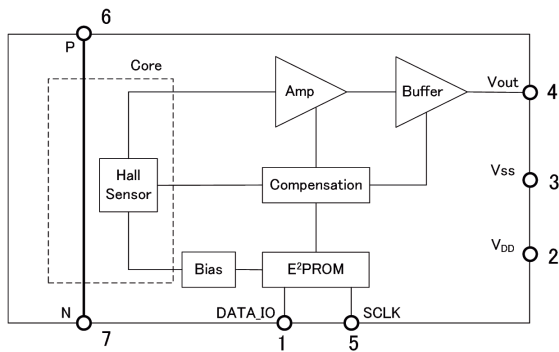 6
P
Core
Amp
Buffer
Vout
4
Hall
Sensor
Compensation
Vss
3
VDD
2
Bias
E²PROM
N
DATA_IO
SCLK
7
1
5